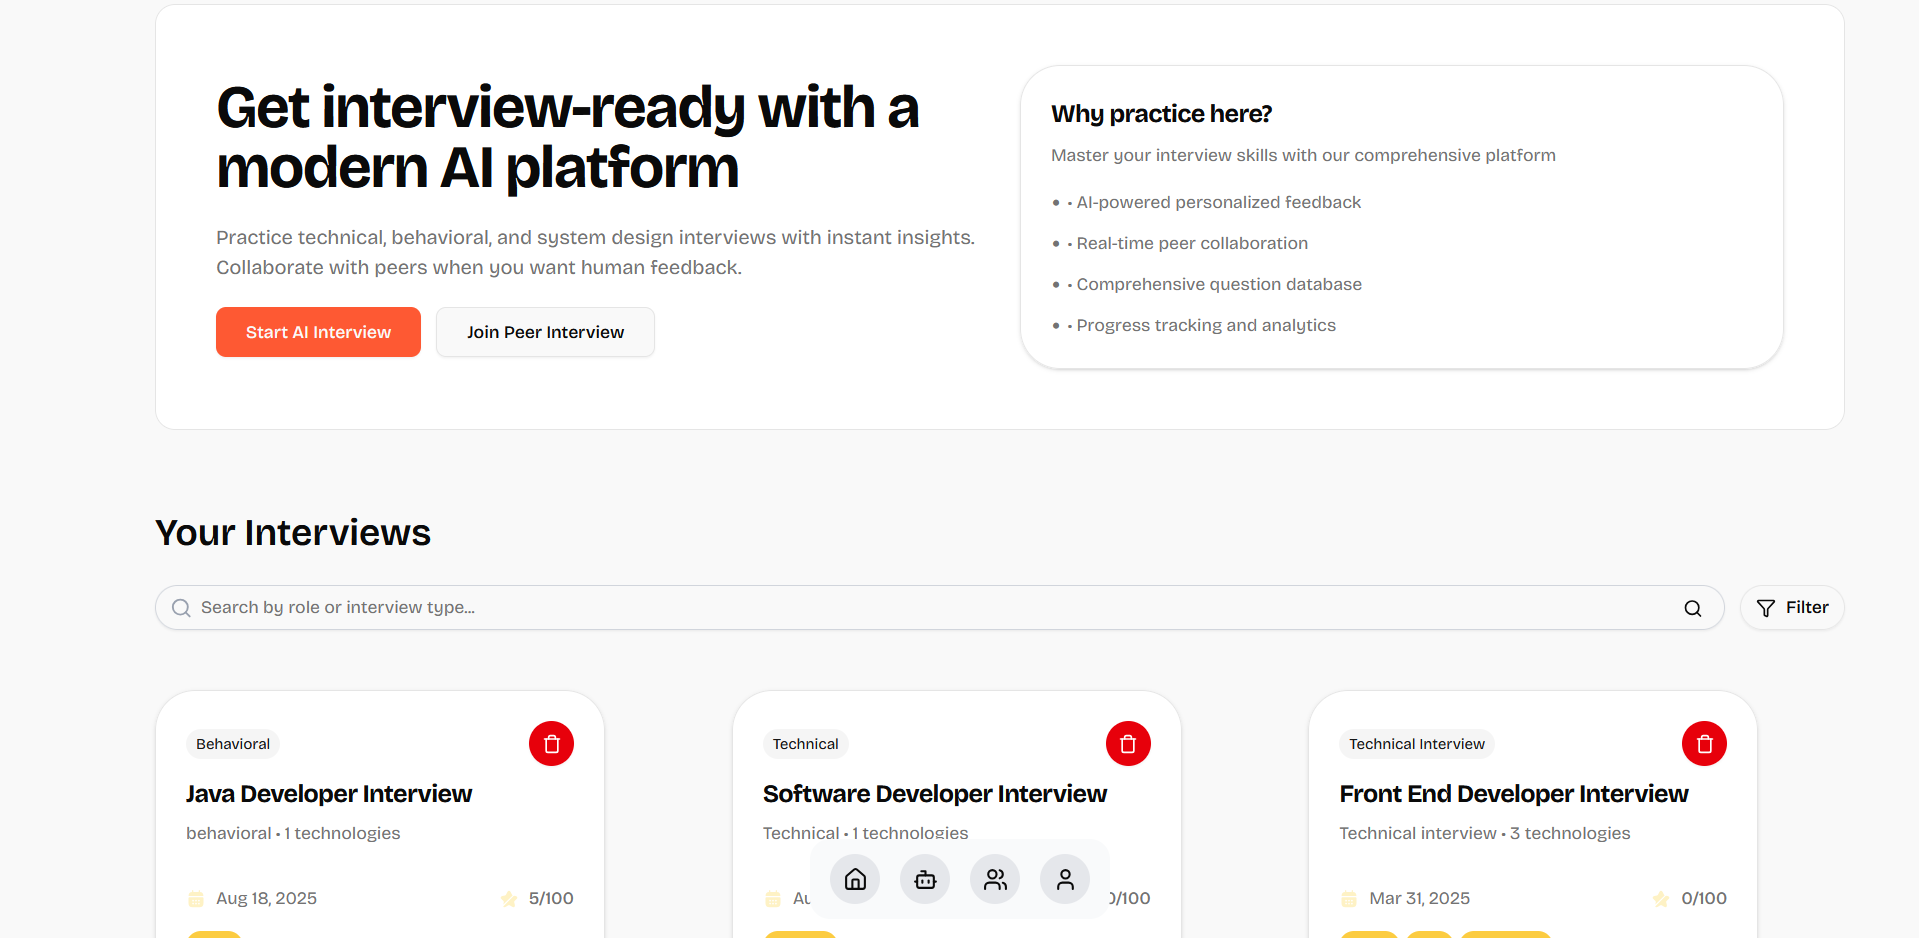 Get interview-ready with a
modern AI platform
Practice technical, behavioral, and system design interviews with instant insights.
Collaborate with peers when you want human feedback.
Start AI Interview
Join Peer Interview
Why practice here?
Master your interview skills with our comprehensive platform
• • AI-powered personalized feedback
• • Real-time peer collaboration
• • Comprehensive question database
• • Progress tracking and analytics
Your Interviews
Search by role or interview type...
Filter
Behavioral
Java Developer Interview
behavioral • 1 technologies
Aug 18, 2025
5/100
Technical
Software Developer Interview
Technical • 1 technologies
/100
Technical Interview
Front End Developer Interview
Technical interview • 3 technologies
Mar 31, 2025
0/100